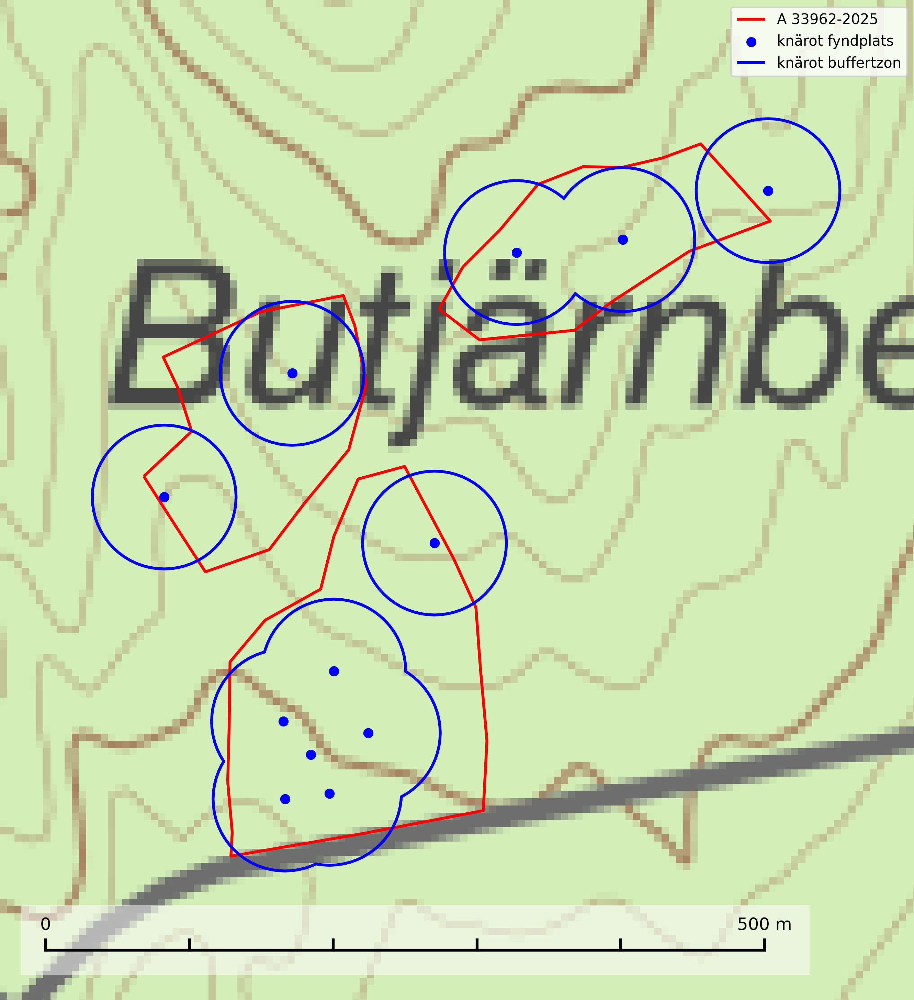 A 33962-2025
knärot fyndplats
knärot buffertzon
Butjärnbe
0
500 m